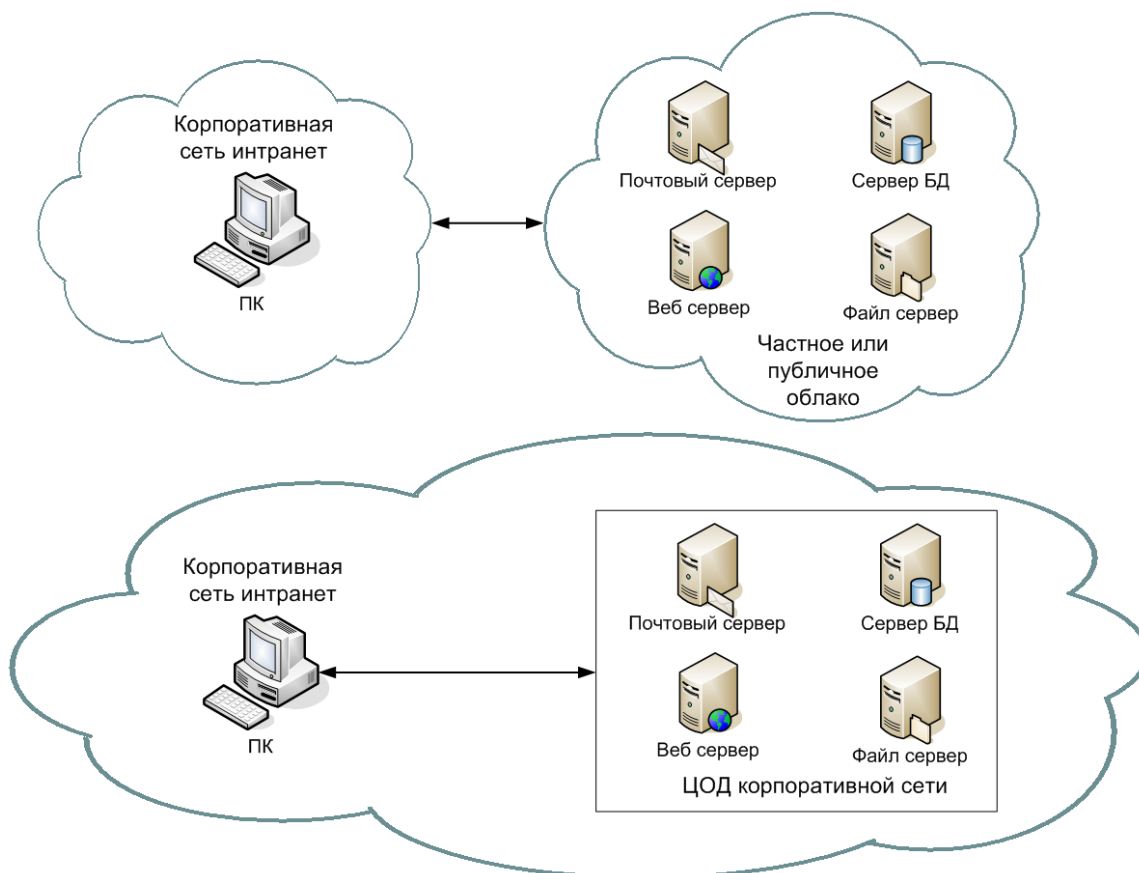 Корпоративная
сеть интранет
ПК
Почтовый сервер
Сервер БД
Веб сервер
Файл сервер
Частное или
публичное
облако
Корпоративная
сеть интранет
ПК
Почтовый сервер
Сервер БД
Веб сервер
Файл сервер
ЦОД корпоративной сети